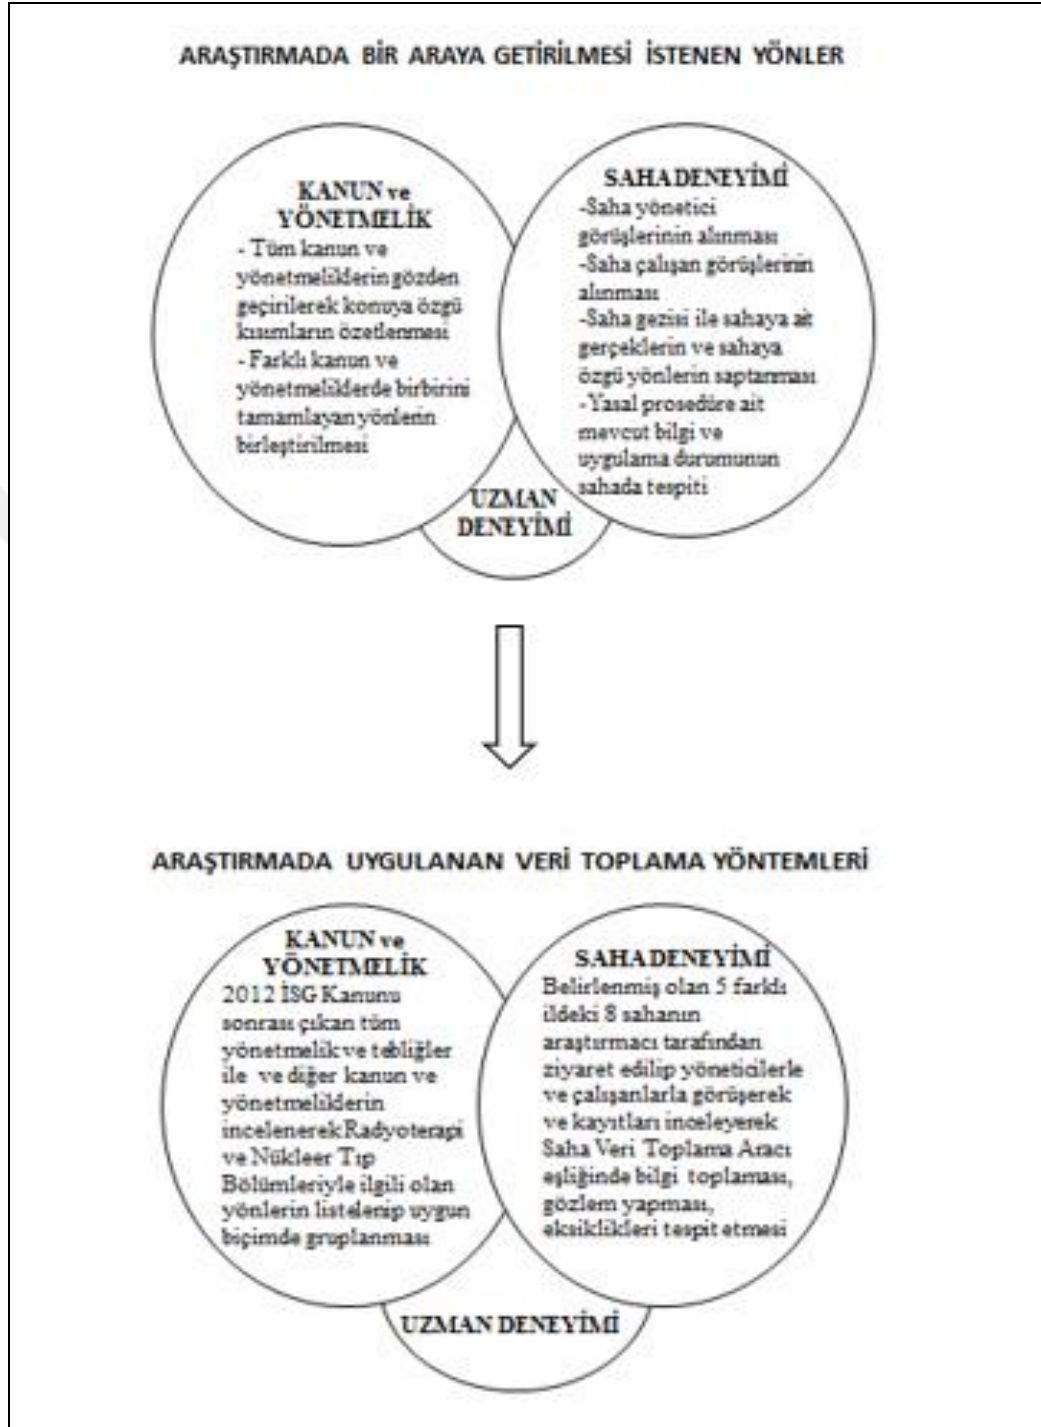 ARAŞTIRMADA BİR ARAYA GETİRİLMESİ İSTENEN YÖNLER
KANUN ve
YÖNETMELİK
- Tüm kanun ve
yönetmeliklerin gözden
geçirilerek konuya özgü
kısımların özetlenmesi
- Farklı kanun ve
yönetmeliklerde birbirini
tamamlayan yönlerin
birleştirilmesi
SAHA DENEYİMİ
-Saha yönetici
görüşlerinin alınması
-Saha çalışan görüşlerinin
alınması
-Saha gezisi ile sahaya ait
gerçeklerin ve sahaya
özgü yönlerin saptanması
-Yasal prosedüre ait
mevcut bilgi ve
uygulama durumunun
sahada tespiti
UZMAN
DENEYİMİ
ARAŞTIRMADA UYGULANAN VERİ TOPLAMA YÖNTEMLERİ
KANUN ve
YÖNETMELİK
2012 İSG Kanunu
sonrası çıkan tüm
yönetmelik ve tebliğler
ile ve diğer kanun ve
yönetmeliklerin
incelenerek Radyoterapi
ve Nükleer Tıp
Bölümleriyle ilgili olan
yönlerin listelenip uygun
biçimde gruplanması
SAHA DENEYİMİ
Belirlenmiş olan 5 farklı
ildeki 8 sahanın
araştırmacı tarafından
ziyaret edilip yöneticilerle
ve çalışanlarla görüşerek
ve kayıtları inceleyerek
Saha Veri Toplama Aracı
eşliğinde bilgi toplaması,
gözlem yapması,
eksiklikleri tespit etmesi
UZMAN DENEYİMİ